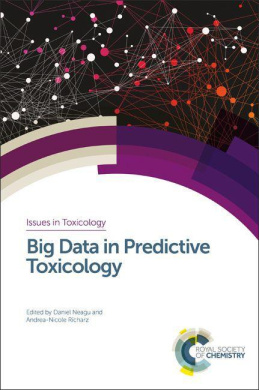 Issues in Toxicology
Big Data in Predictive
Toxicology
Edited by Daniel Neagu and
Andrea-Nicole Richarz
ROYAL SOCIETY
OF CHEMISTRY